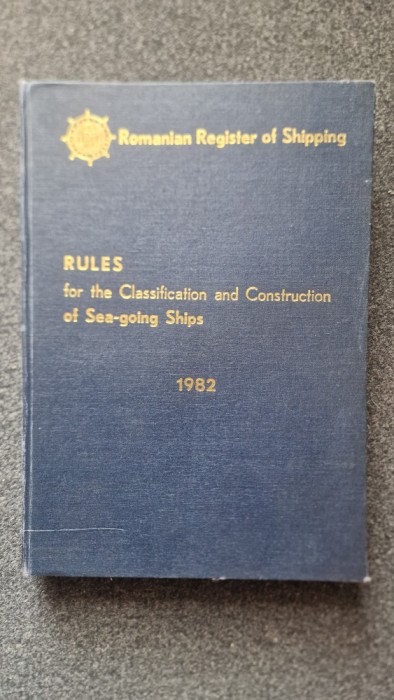 Romanian Register of Shipping
RULES
for the Classification and Construction
of Sea-going Ships
1982